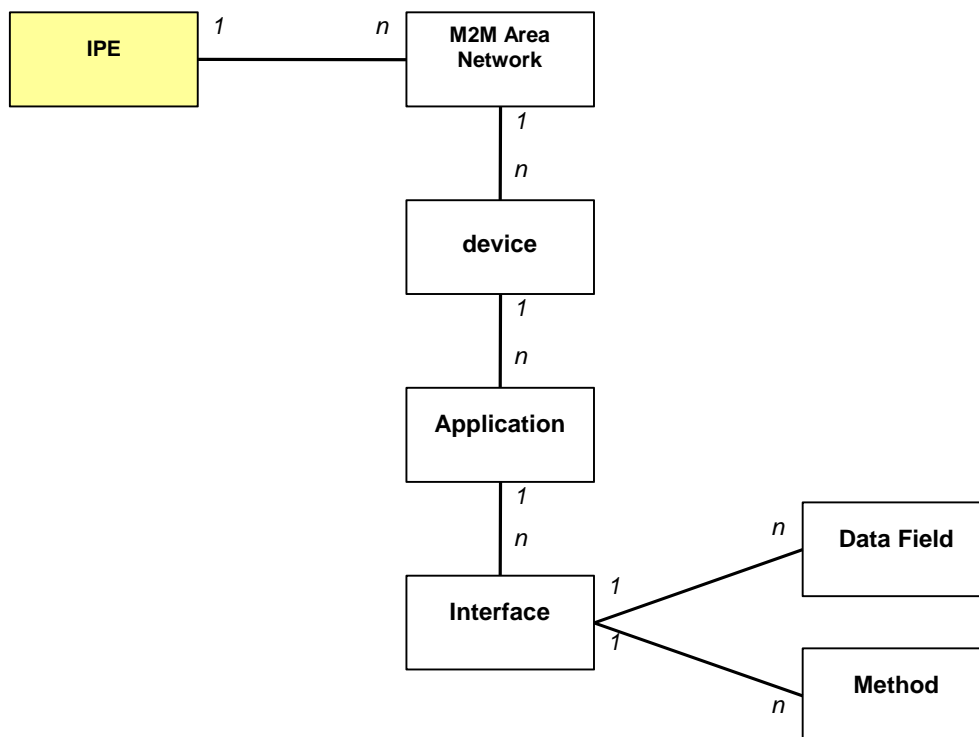 IPE
1
n
M2M Area
Network
1
n
device
1
n
Application
1
n
Interface
1
n
Data Field
1
n
Method